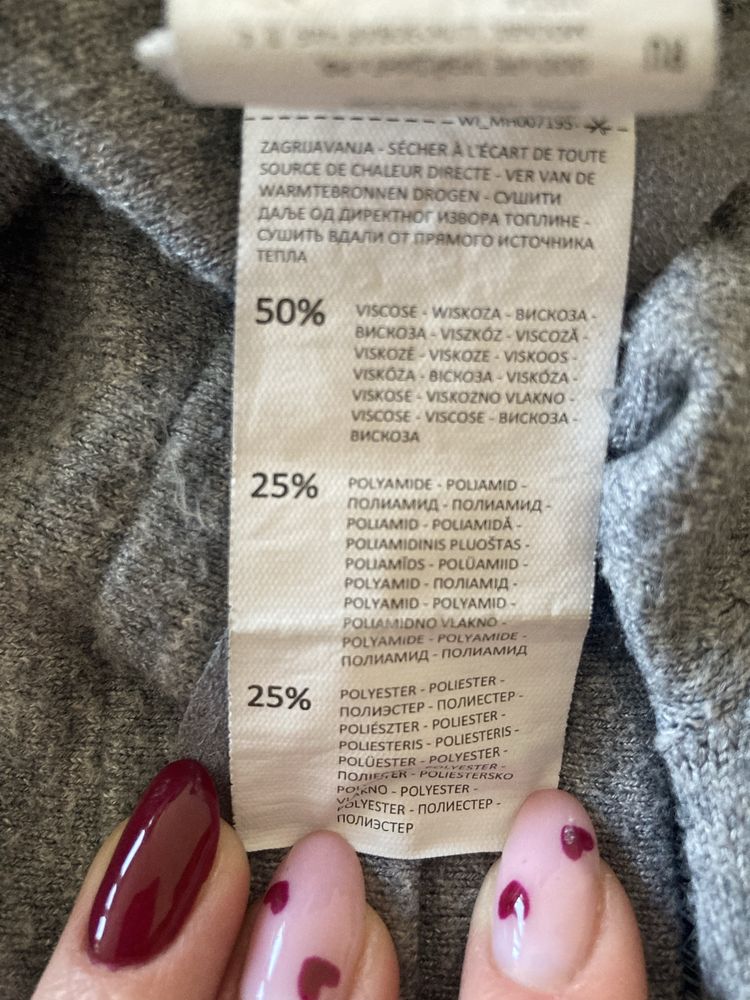 WI_MH007195
ZAGRIJAVANJA - SÉCHER À L'ÉCART DE TOUTE
SOURCE DE CHALEUR DIRECTE - VER VAN DE
WARMTEBRONNEN DROGEN - СУШИТИ
ДАЉЕ ОД ДИРЕКТНОГ ИЗВОРА ТОПЛИНЕ -
СУШИТЬ ВДАЛИ ОТ ПРЯМОГО ИСТОЧНИКА
ТЕПЛА
50% VISCOSE - WISKOZA - ВИСКОЗА -
ВИСКОЗА - VISZKÓZ - VISCOZĂ -
VISKOZĖ - VISKOZE - VISKOOS -
VISKÓZA - ВІСКОЗА - VISKÓZA -
VISKOSE - VISKOZNO VLAKNO -
VISCOSE - VISCOSE - ВИСКОЗА -
ВИСКОЗА
25% POLYAMIDE - POLIAMID -
ПОЛИАМИД - ПОЛИАМИД -
POLIAMID - POLIAMIDĂ -
POLIAMIDINIS PLUOŠTAS -
POLIAMĪDS - POLÜAMIID -
POLYAMID - ПОЛІАМІД -
POLYAMID - POLYAMID -
POLIAMIDNO VLAKNO -
POLYAMIDE - POLYAMIDE -
ПОЛИАМИД - ПОЛИАМИД
25% POLYESTER - POLIESTER -
ПОЛИЭСТЕР - ПОЛИЕСТЕР -
POLIÉSZTER - POLIESTER -
POLIESTERIS - POLIESTERIS -
POLÜESTER - POLYESTER -
POLYESTER -
POLIESTERSKO
- POLYESTER -
POLYESTER - ПОЛИЕСТЕР -
ПОЛИЭСТЕР